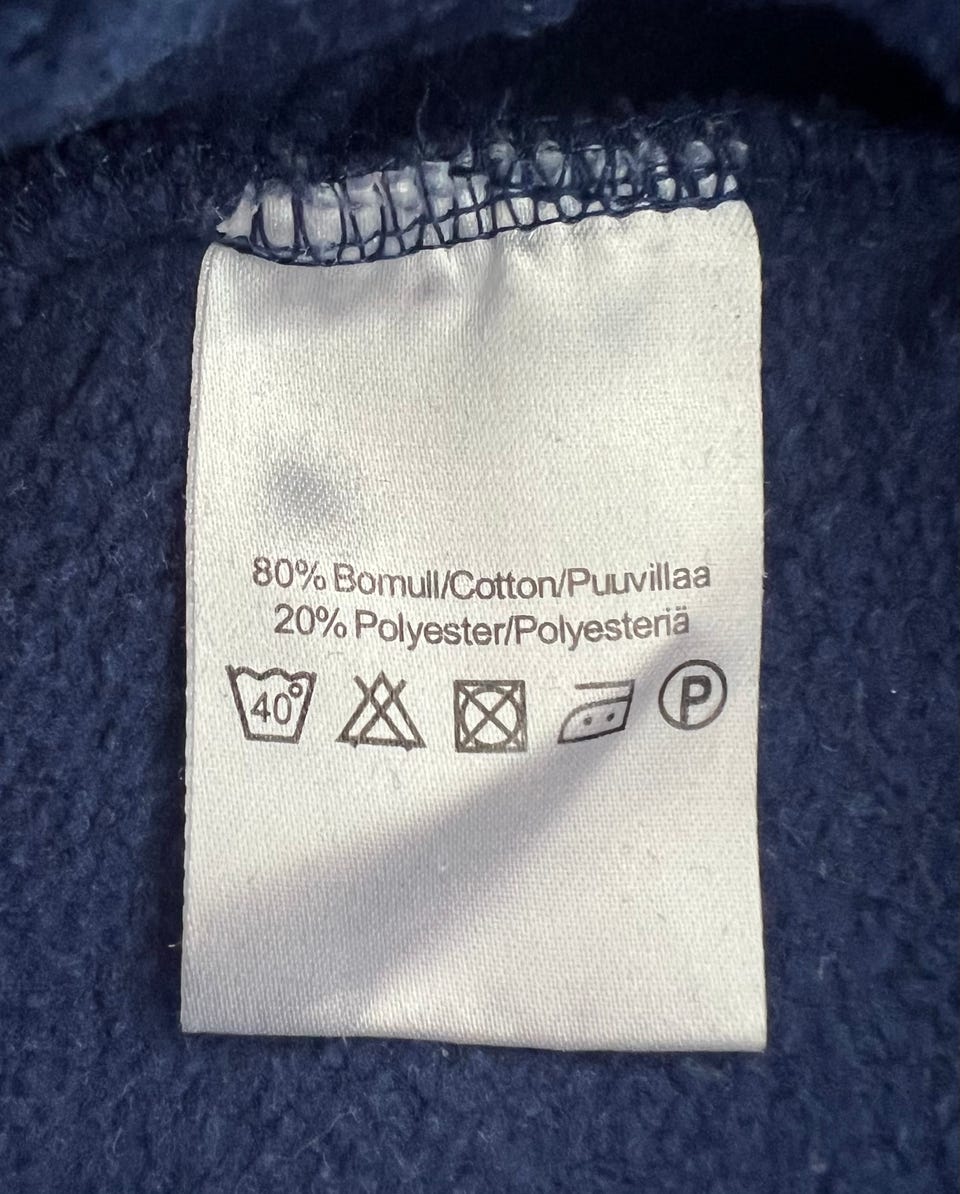 80% Bomull/Cotton/Puuvillaa
20% Polyester/Polyesteriä
40° P